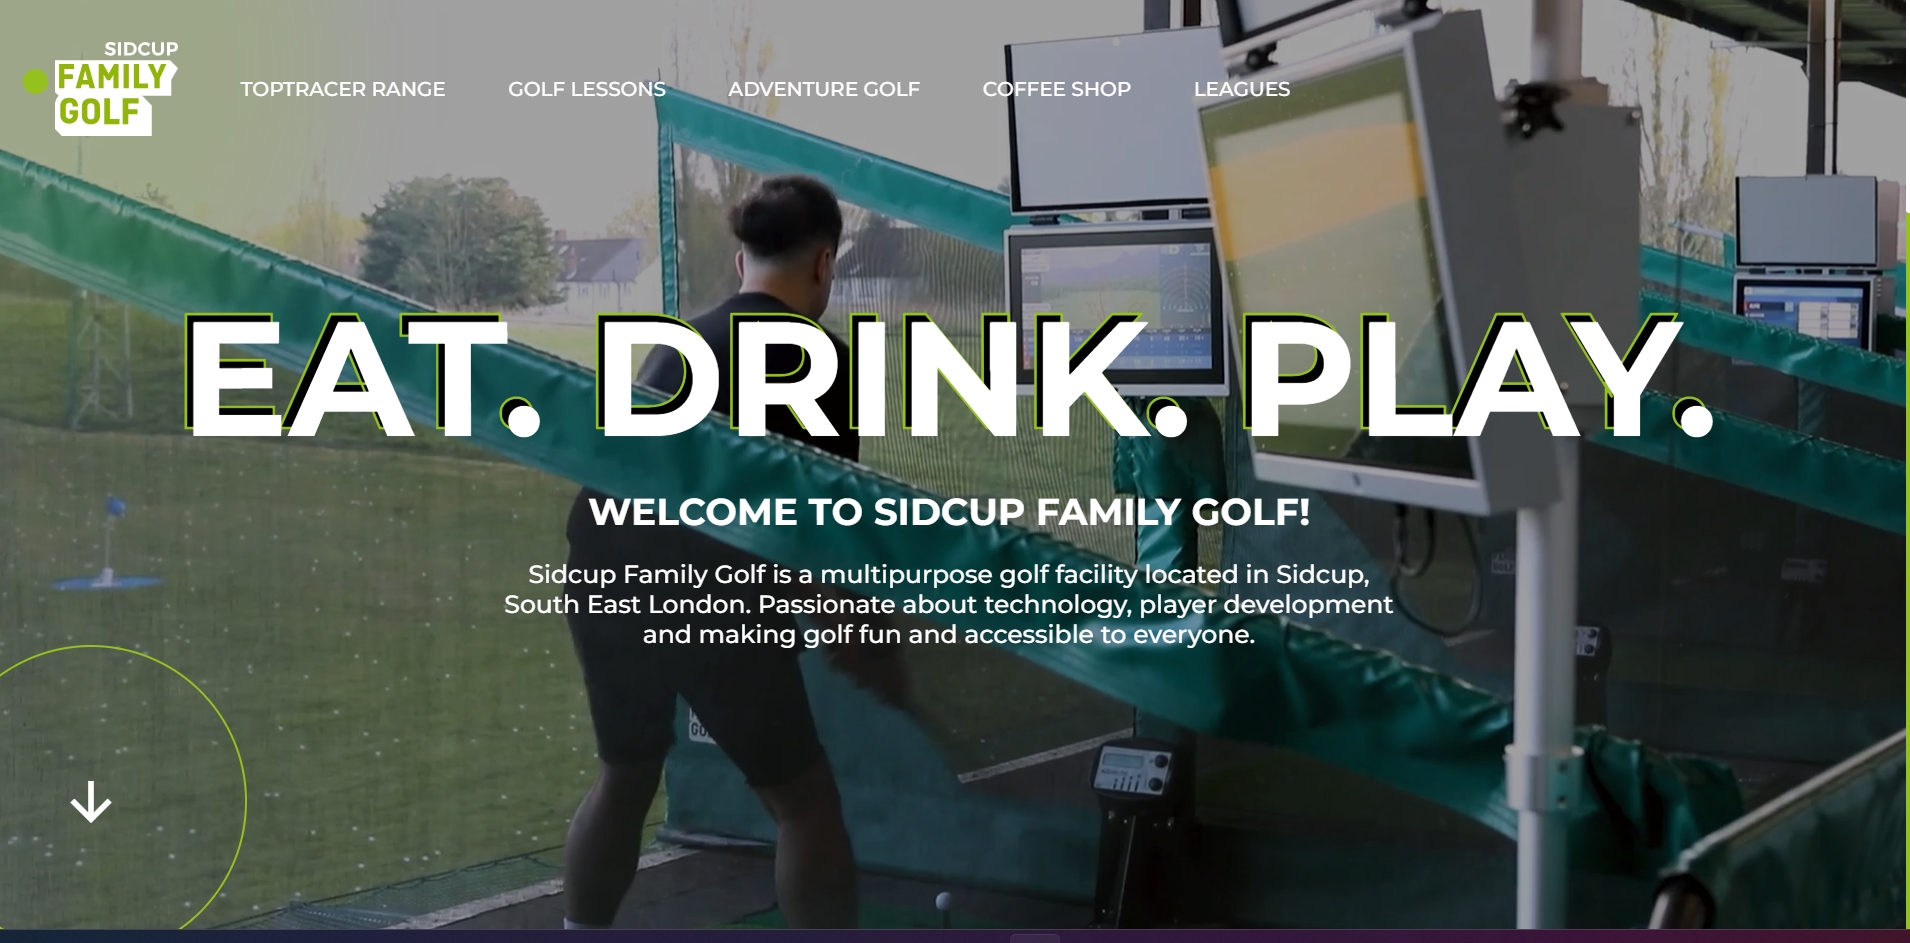 SIDCUP
FAMILY
GOLF
TOPTRACER RANGE
GOLF LESSONS
ADVENTURE GOLF
COFFEE SHOP
LEAGUES
EAT. DRINK. PLAY.
WELCOME TO SIDCUP FAMILY GOLF!
Sidcup Family Golf is a multipurpose golf facility located in Sidcup,
South East London. Passionate about technology, player development
and making golf fun and accessible to everyone.